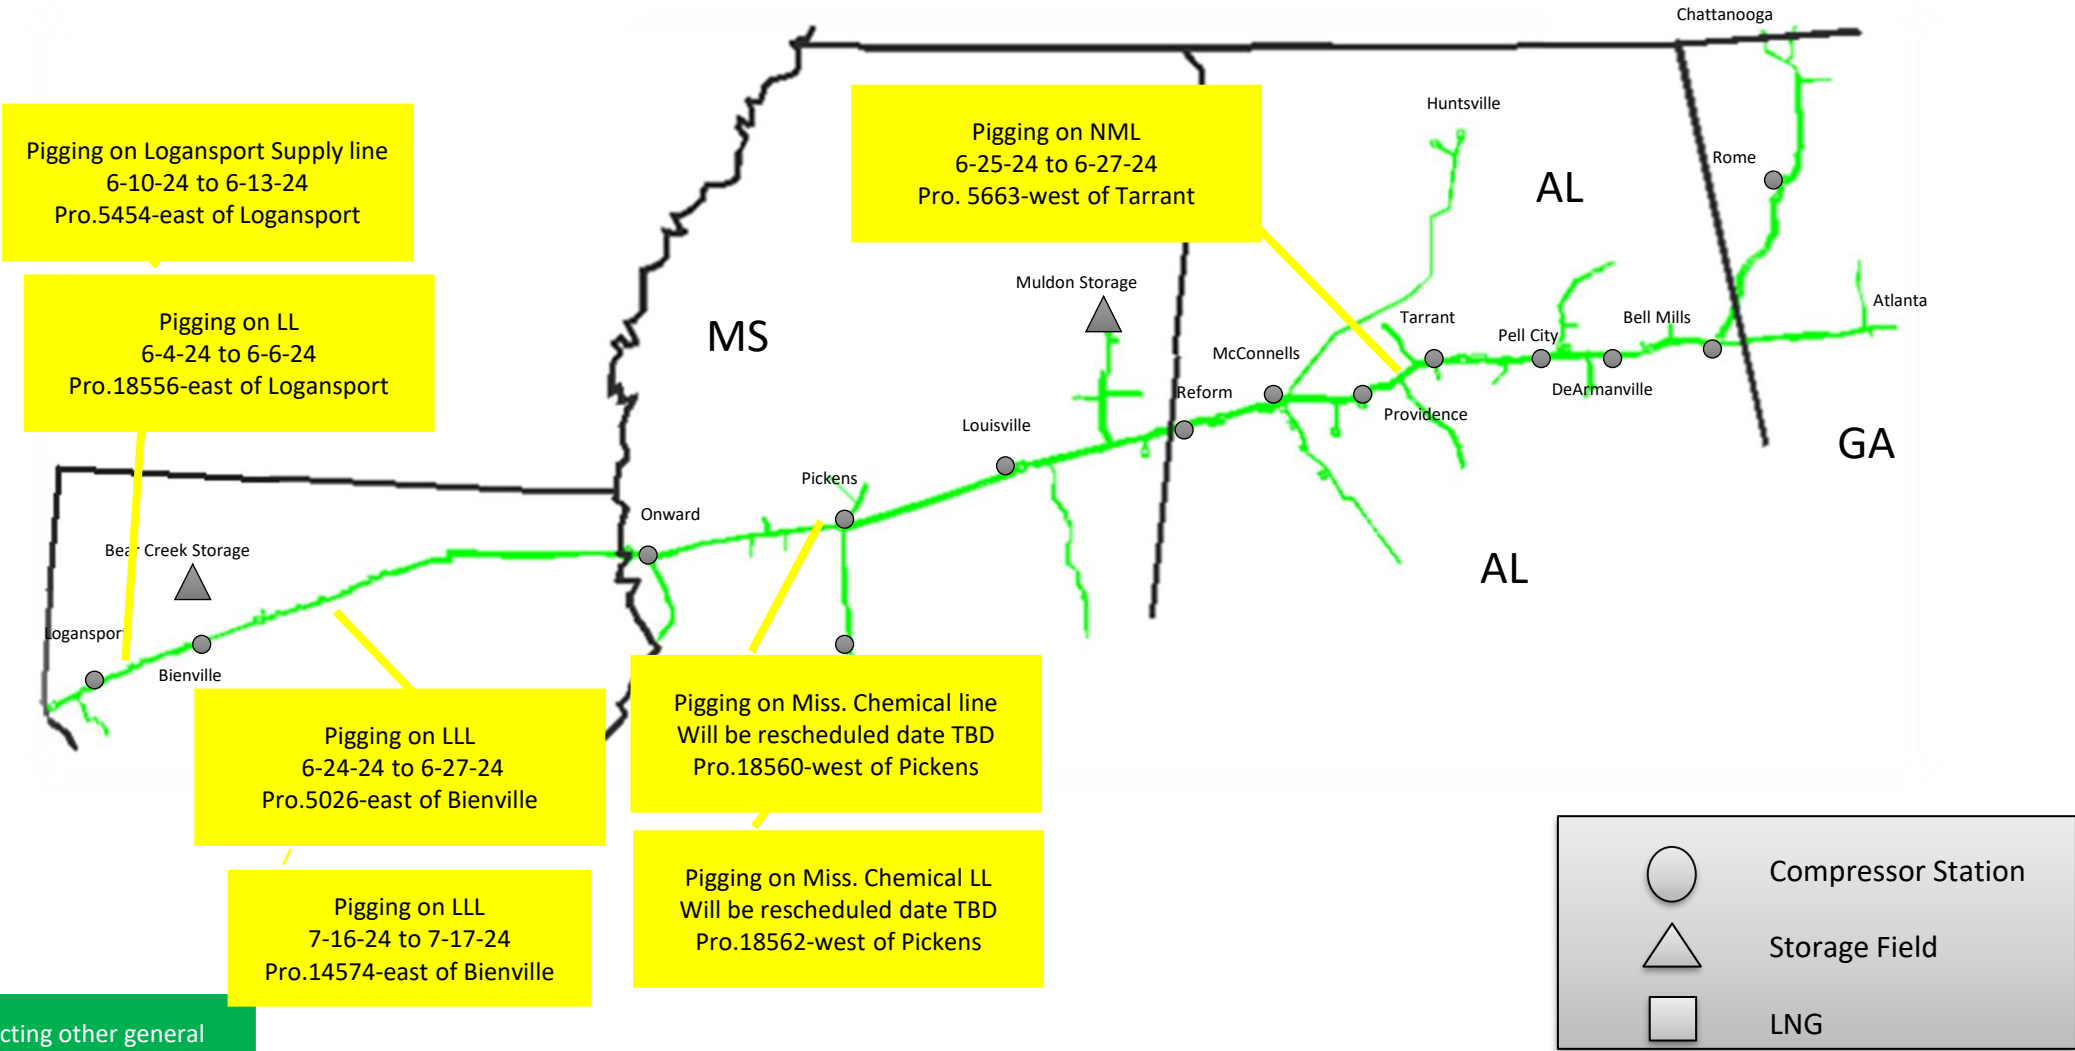 Chattanooga
Huntsville
Pigging on NML
6-25-24 to 6-27-24
Pro. 5663-west of Tarrant
Pigging on Logansport Supply line
6-10-24 to 6-13-24
Pro.5454-east of Logansport
Rome
AL
Muldon Storage
Pigging on LL
6-4-24 to 6-6-24
Pro.18556-east of Logansport
MS
Atlanta
Tarrant
Bell Mills
Pell City
McConnells
Reform
DeArmanville
Providence
Louisville
GA
Pickens
Onward
Bear Creek Storage
AL
Logansport
Bienville
Pigging on LLL
6-24-24 to 6-27-24
Pro.5026-east of Bienville
Pigging on Miss. Chemical line
Will be rescheduled date TBD
Pro.18560-west of Pickens
Pigging on LLL
7-16-24 to 7-17-24
Pro.14574-east of Bienville
Pigging on Miss. Chemical LL
Will be rescheduled date TBD
Pro.18562-west of Pickens
Compressor Station
Storage Field
LNG
cting other general